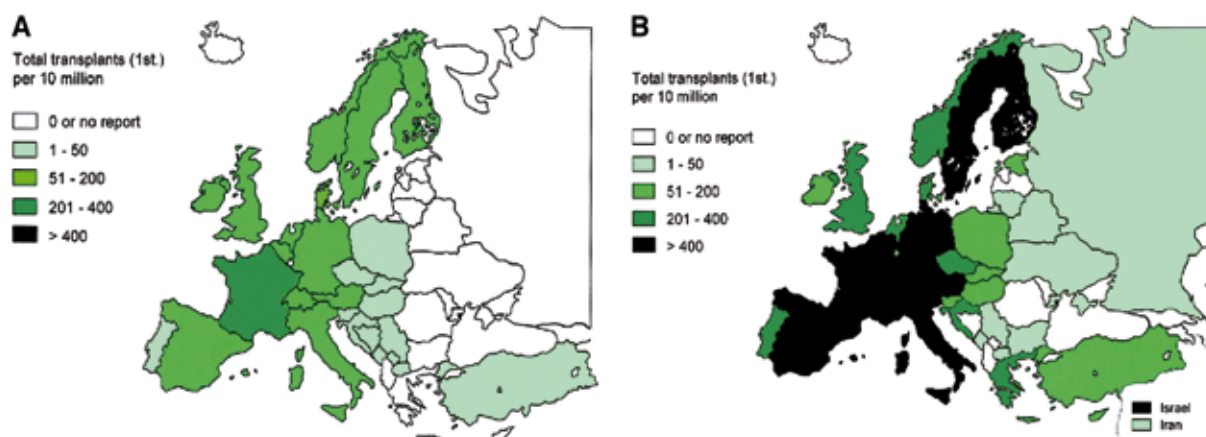 A
Total transplants (1st.)
per 10 million
0 or no report
1 - 50
51 - 200
201 - 400
> 400
B
Total transplants (1st.)
per 10 million
0 or no report
1 - 50
51 - 200
201 - 400
> 400
Israel
Iran